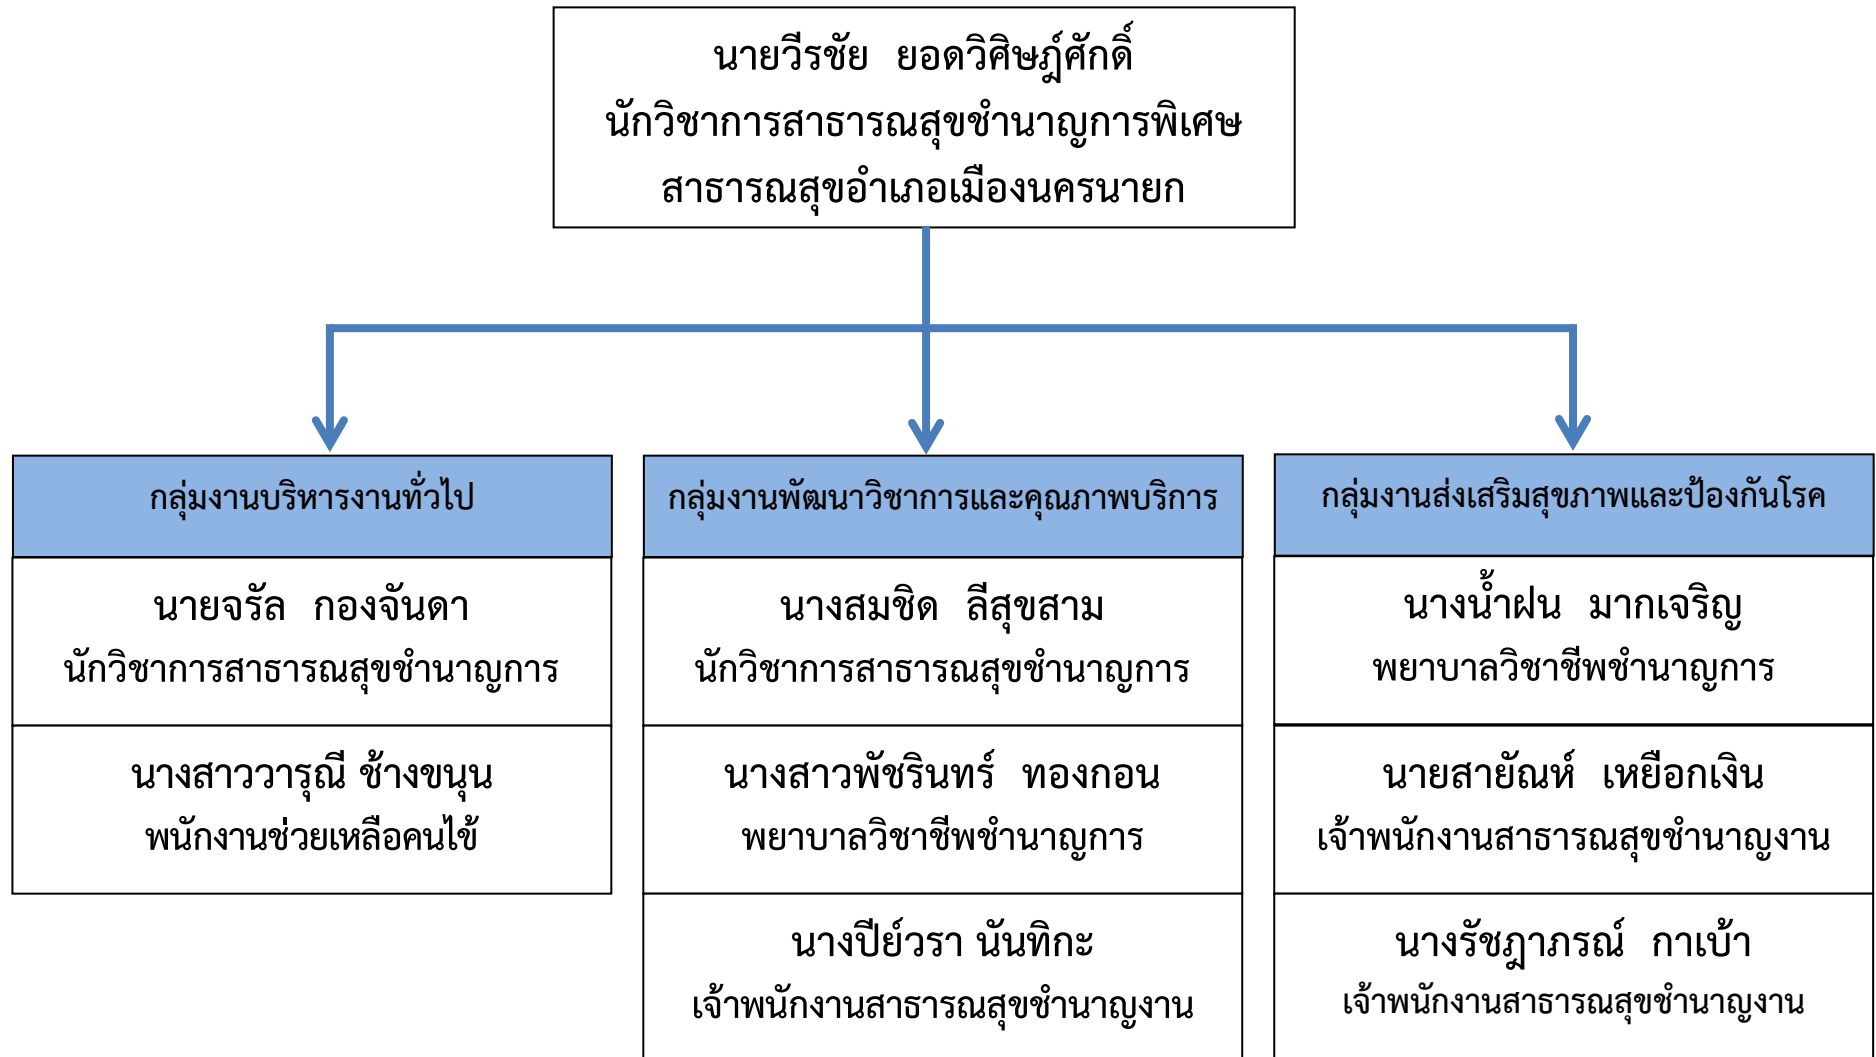 นายวีรชัย ยอดวิศิษฎ์ศักดิ์
นักวิชาการสาธารณสุขชำนาญการพิเศษ
สาธารณสุขอำเภอเมืองนครนายก
กลุ่มงานบริหารงานทั่วไป
นายจรัล กองจันดา
นักวิชาการสาธารณสุขชำนาญการ
นางสาววารุณี ช้างขนุน
พนักงานช่วยเหลือคนไข้
กลุ่มงานพัฒนาวิชาการและคุณภาพบริการ
นางสมชิด ลีสุขสาม
นักวิชาการสาธารณสุขชำนาญการ
นางสาวพัชรินทร์ ทองกอน
พยาบาลวิชาชีพชำนาญการ
นางปีย์วรา นันทิกะ
เจ้าพนักงานสาธารณสุขชำนาญงาน
กลุ่มงานส่งเสริมสุขภาพและป้องกันโรค
นางน้ำฝน มากเจริญ
พยาบาลวิชาชีพชำนาญการ
นายสายัณห์ เหยือกเงิน
เจ้าพนักงานสาธารณสุขชำนาญงาน
นางรัชฎาภรณ์ กาเบ้า
เจ้าพนักงานสาธารณสุขชำนาญงาน